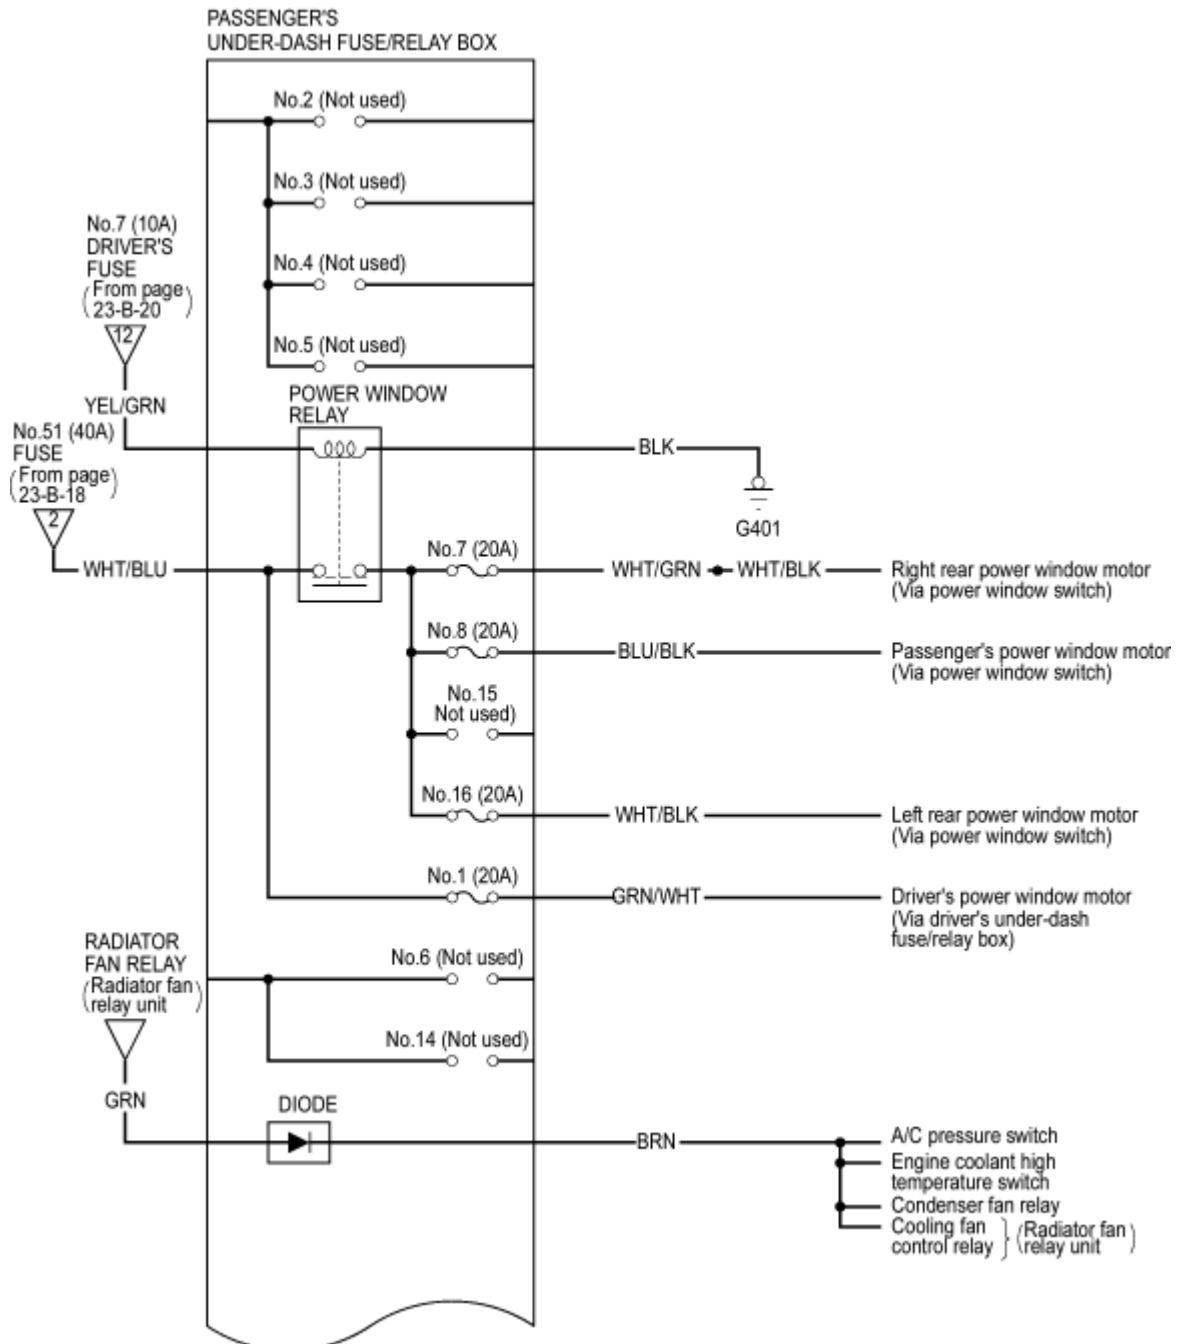 PASSENGER'S
UNDER-DASH FUSE/RELAY BOX
No.2 (Not used)
No.3 (Not used)
No.7 (10A)
DRIVER'S
FUSE
(From page
23-B-20)
12
No.4 (Not used)
No.5 (Not used)
YEL/GRN
POWER WINDOW
RELAY
No.51 (40A)
FUSE
(From page
23-B-18)
2
BLK
G401
WHT/BLU
No.7 (20A)
WHT/GRN
WHT/BLK
Right rear power window motor
(Via power window switch)
No.8 (20A)
BLU/BLK
Passenger's power window motor
(Via power window switch)
No.15
Not used)
No.16 (20A)
WHT/BLK
Left rear power window motor
(Via power window switch)
No.1 (20A)
GRN/WHT
Driver's power window motor
(Via driver's under-dash
fuse/relay box)
RADIATOR
FAN RELAY
(Radiator fan
relay unit)
No.6 (Not used)
No.14 (Not used)
GRN
DIODE
BRN
A/C pressure switch
Engine coolant high
temperature switch
Condenser fan relay
Cooling fan
control relay
(Radiator fan
relay unit)